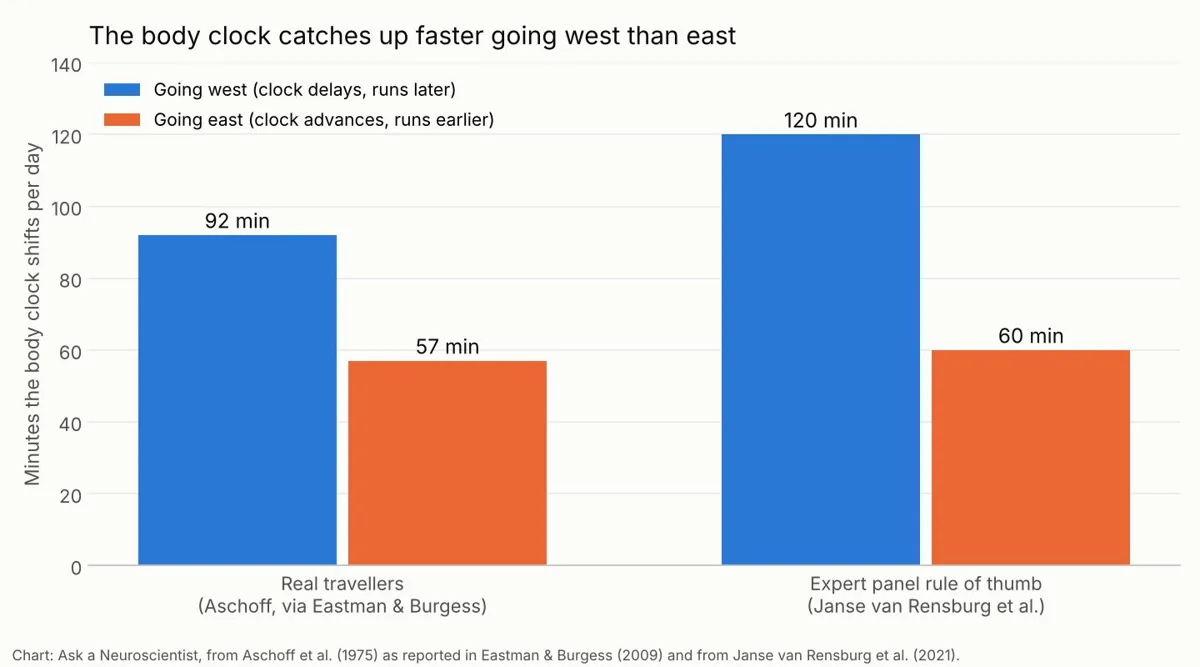 The body clock catches up faster going west than east
Minutes the body clock shifts per day
140
120
100
80
60
40
20
0
Going west (clock delays, runs later)
Going east (clock advances, runs earlier)
92 min
57 min
120 min
60 min
Real travellers
(Aschoff, via Eastman & Burgess)
Expert panel rule of thumb
(Janse van Rensburg et al.)
Chart: Ask a Neuroscientist, from Aschoff et al. (1975) as reported in Eastman & Burgess (2009) and from Janse van Rensburg et al. (2021).